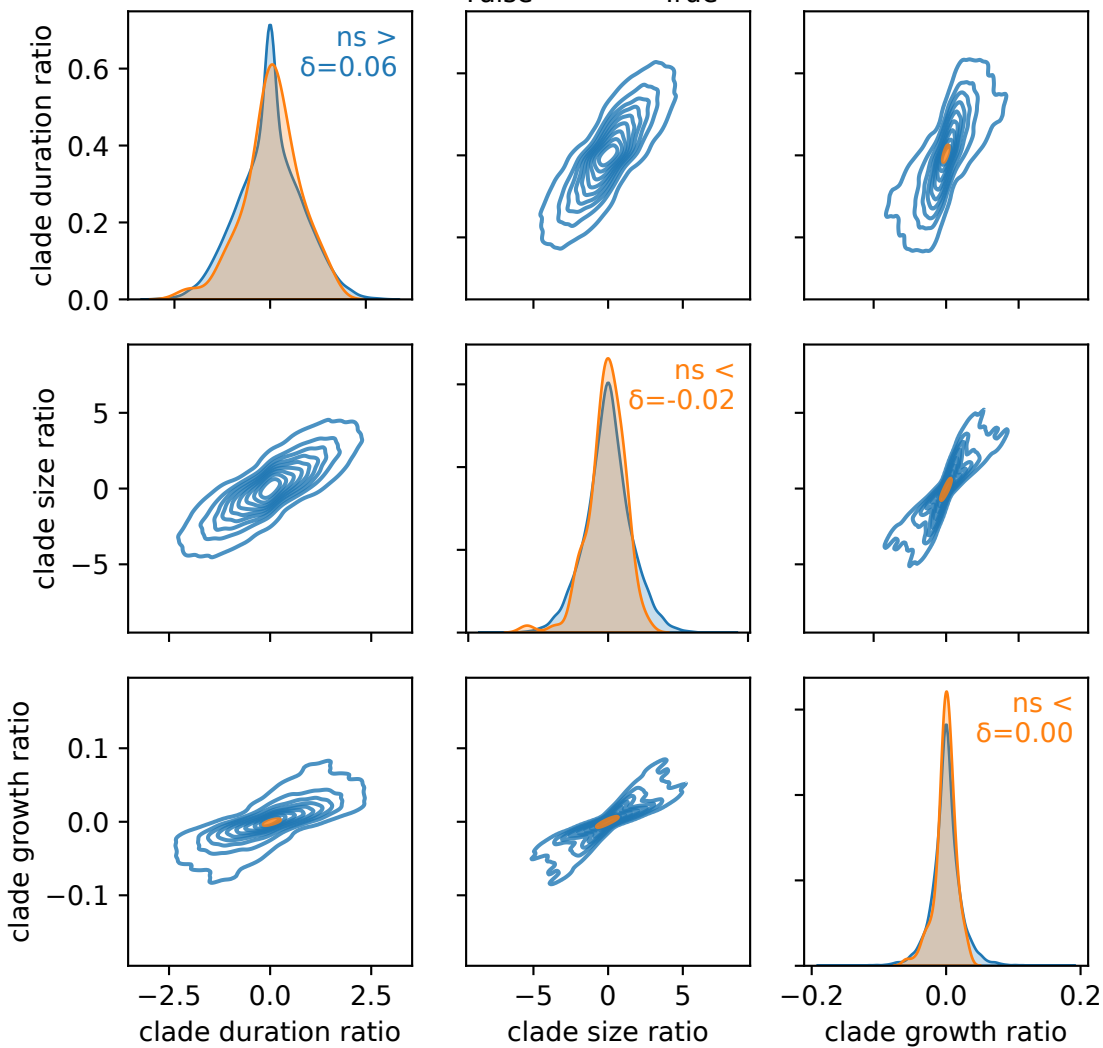 clade duration ratio
0.6
0.4
0.2
0.0
ns >
δ=0.06
clade size ratio
5
0
−5
ns <
δ=-0.02
clade growth ratio
0.1
0.0
−0.1
ns <
δ=0.00
−2.5 0.0 2.5
clade duration ratio
−5 0 5
clade size ratio
−0.2 0.0 0.2
clade growth ratio